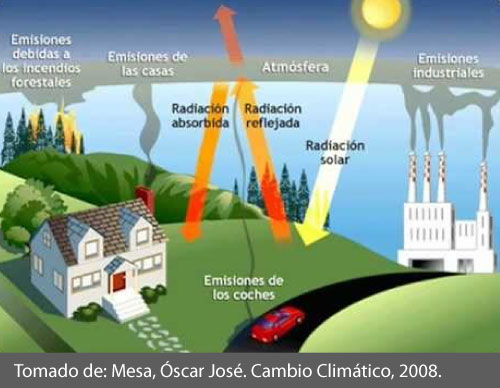 Emisiones
debidas a
los incendios
forestales
Emisiones de
las casas
Atmósfera
Emisiones
industriales
Radiación
absorbida
Radiación
reflejada
Radiación
solar
Emisiones de
los coches
Tomado de: Mesa, Óscar José. Cambio Climático, 2008.